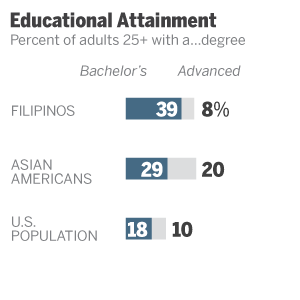 Educational Attainment
Percent of adults 25+ with a...degree
Bachelor's Advanced
FILIPINOS 39 8%
ASIAN
AMERICANS 29 20
U.S.
POPULATION 18 10